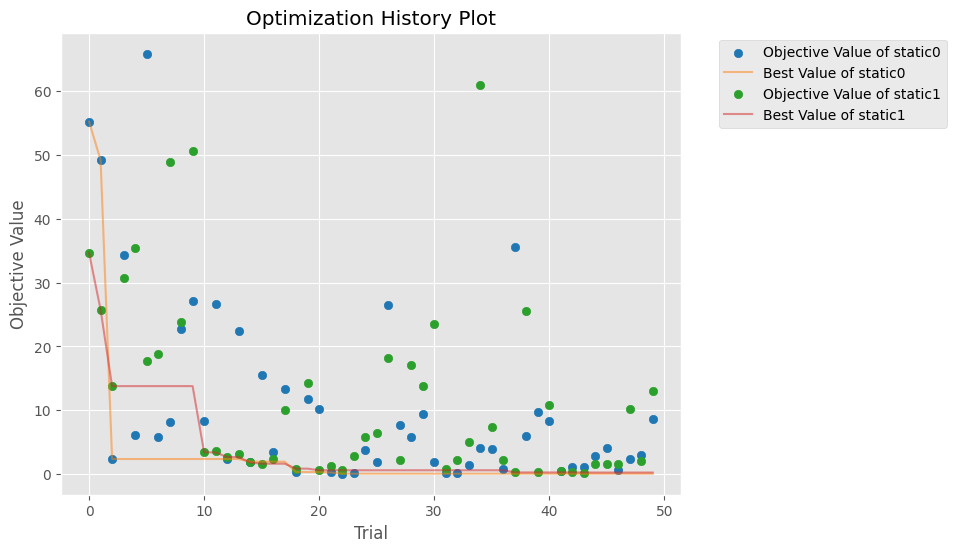 Optimization History Plot
Objective Value of static0
Best Value of static0
Objective Value of static1
Best Value of static1
Objective Value
60
50
40
30
20
10
0
0 10 20 30 40 50
Trial